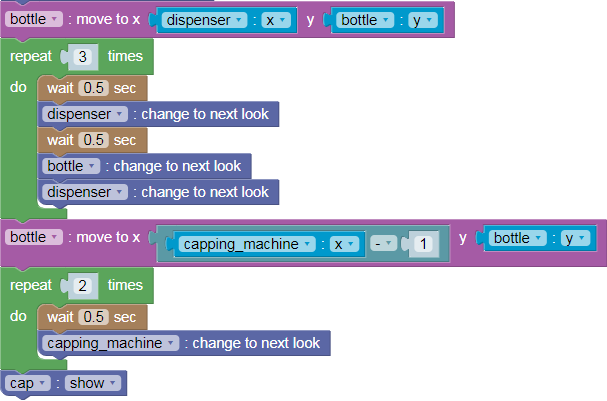 bottle : move to x dispenser : x y bottle : y
repeat 3 times
do wait 0.5 sec
dispenser : change to next look
wait 0.5 sec
bottle : change to next look
dispenser : change to next look
bottle : move to x capping_machine : x - 1 y bottle : y
repeat 2 times
do wait 0.5 sec
capping_machine : change to next look
cap : show